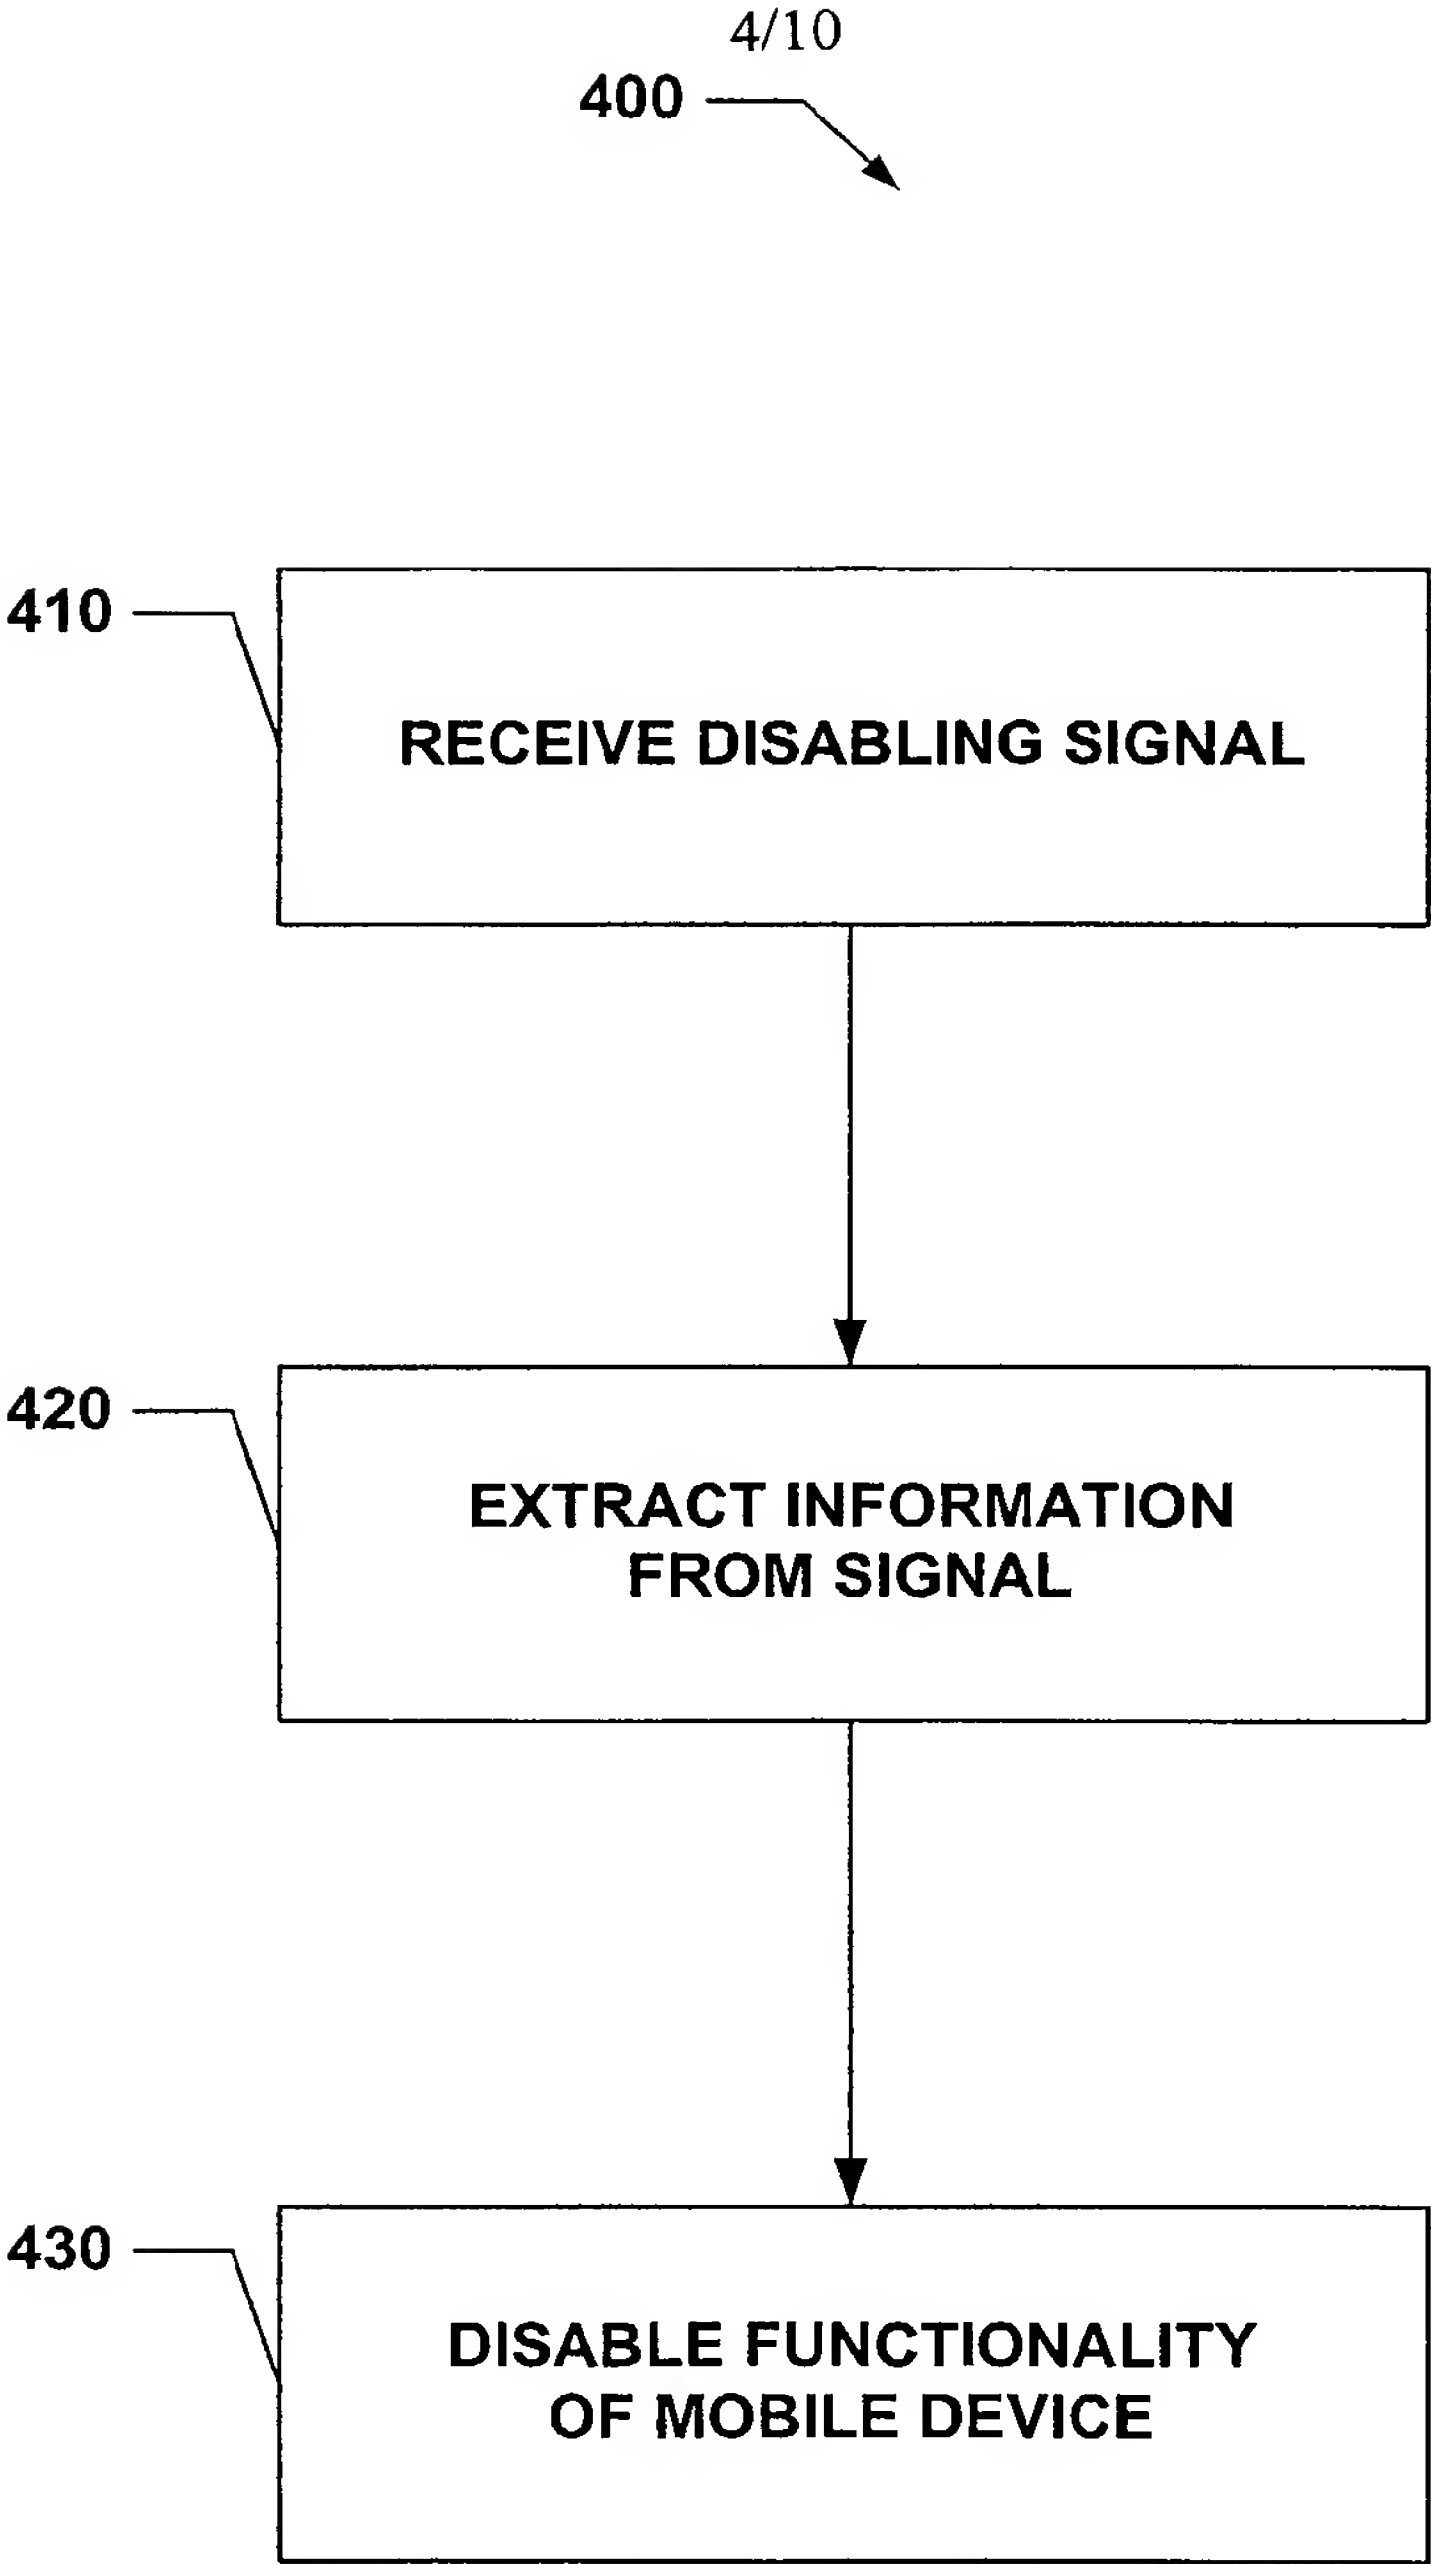 4/10
400
410
RECEIVE DISABLING SIGNAL
420
EXTRACT INFORMATION
FROM SIGNAL
430
DISABLE FUNCTIONALITY
OF MOBILE DEVICE